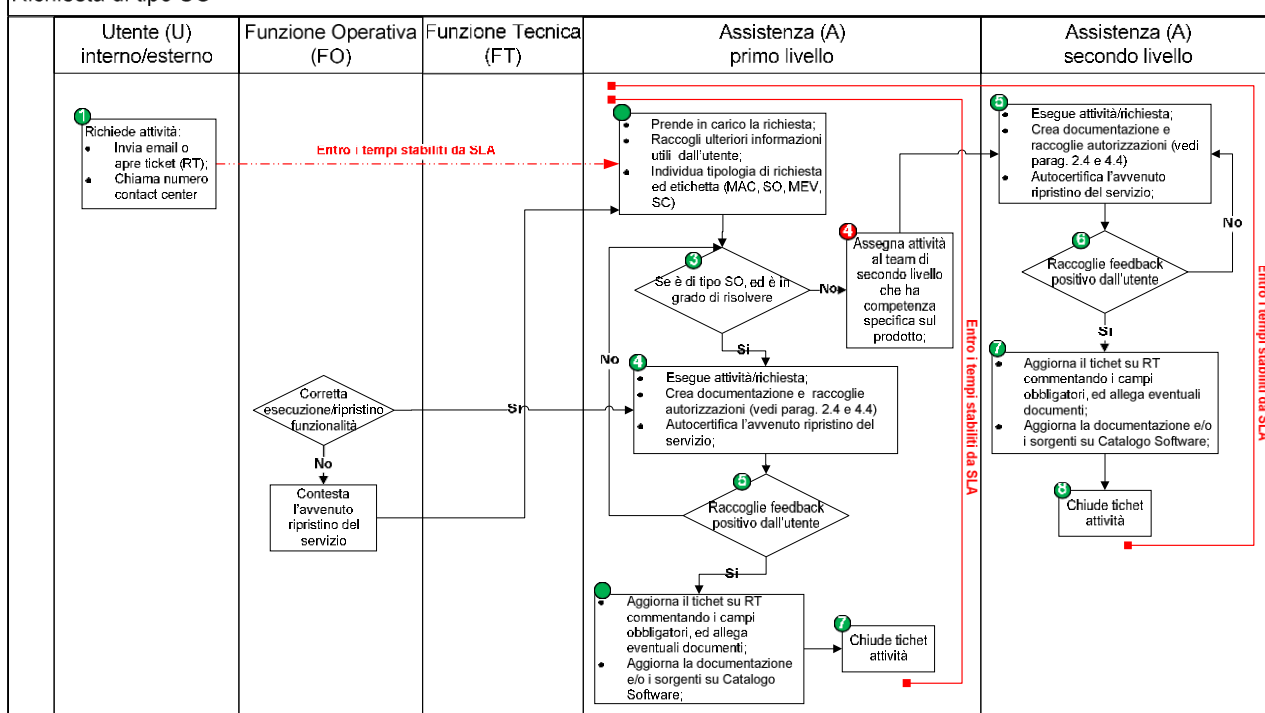 Richiesta di tipo SO
Utente (U)
interno/esterno
Funzione Operativa
(FO)
Funzione Tecnica
(FT)
Assistenza (A)
primo livello
Assistenza (A)
secondo livello
1
Richiede attività:
• Invia email o
apre ticket (RT);
• Chiama numero
contact center
Entro i tempi stabiliti da SLA
• Prende in carico la richiesta;
• Raccogli ulteriori informazioni
utili dall'utente;
• Individua tipologia di richiesta
ed etichetta (MAC, SO, MEV,
SC)
3
Se è di tipo SO, ed è in
grado di risolvere
No
4
Assegna attività
al team di
secondo livello
che ha
competenza
specifica sul
prodotto;
Si
No
4
• Esegue attività/richiesta;
• Crea documentazione e raccoglie
autorizzazioni (vedi parag. 2.4 e 4.4)
• Autocertifica l'avvenuto ripristino del
servizio;
Corretta
esecuzione/ripristino
funzionalità
Si
No
Contesta
l'avvenuto
ripristino del
servizio
5
Raccoglie feedback
positivo dall'utente
Si
• Aggiorna il tichet su RT
commentando i campi
obbligatori, ed allega
eventuali documenti;
• Aggiorna la documentazione
e/o i sorgenti su Catalogo
Software;
7
Chiude tichet
attività
Entro i tempi stabiliti da SLA
5
• Esegue attività/richiesta;
• Crea documentazione e
raccoglie autorizzazioni (vedi
parag. 2.4 e 4.4)
• Autocertifica l'avvenuto
ripristino del servizio;
No
6
Raccoglie feedback
positivo dall'utente
Si
7
• Aggiorna il tichet su RT
commentando i campi
obbligatori, ed allega eventuali
documenti;
• Aggiorna la documentazione e/o
i sorgenti su Catalogo Software;
8
Chiude tichet
attività
Entro i tempi stabiliti da SLA